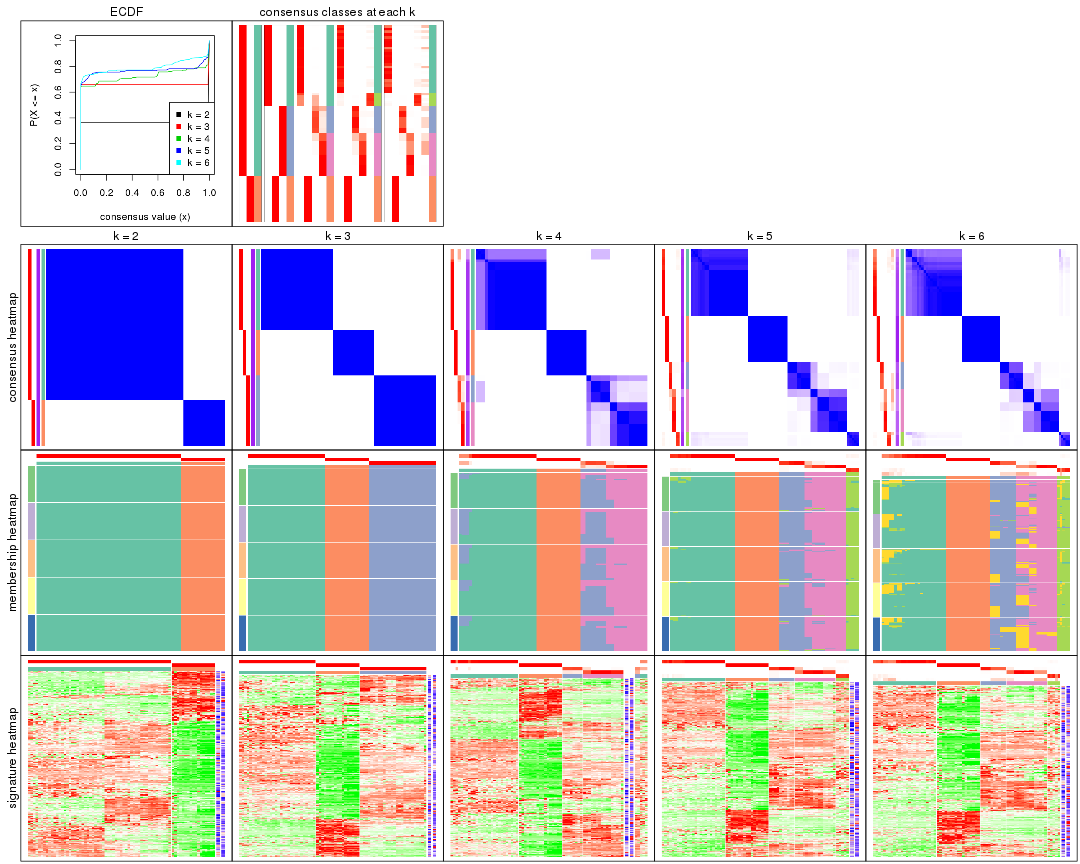 ECDF
consensus classes at each k
P(X <= x)
0.0 0.2 0.4 0.6 0.8 1.0
k = 2
k = 3
k = 4
k = 5
k = 6
0.0 0.2 0.4 0.6 0.8 1.0
consensus value (x)
k = 2
k = 3
k = 4
k = 5
k = 6
consensus heatmap
membership heatmap
signature heatmap